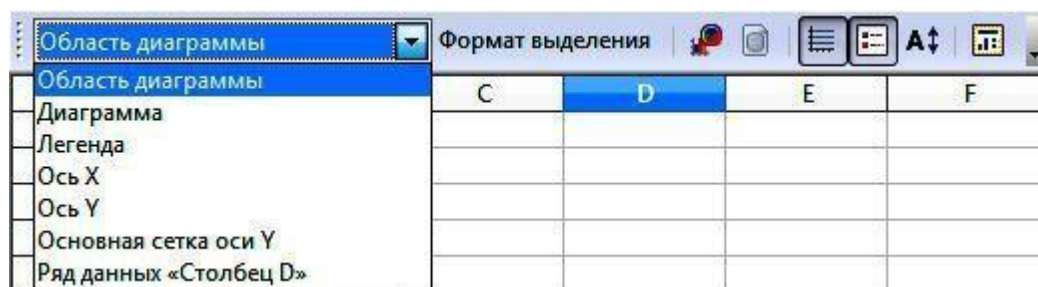 Область диаграммы Формат выделения A
Область диаграммы
C D E F
Диаграмма
Легенда
Ось X
Ось Y
Основная сетка оси Y
Ряд данных «Столбец D»